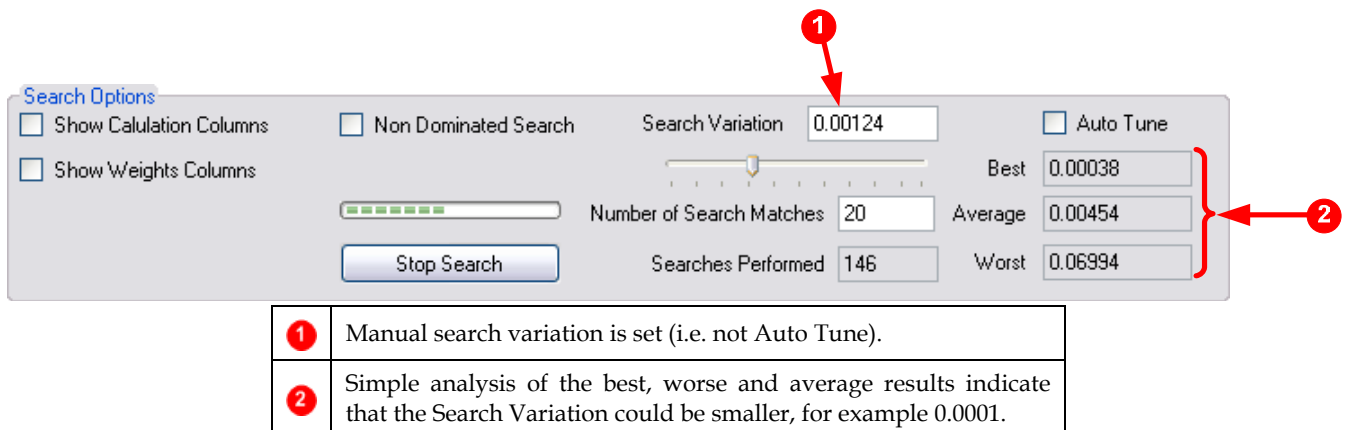 1
Search Options
Show Calulation Columns
Non Dominated Search
Search Variation 0.00124
Auto Tune
Show Weights Columns
Best 0.00038
Number of Search Matches 20
Average 0.00454
2
Stop Search
Searches Performed 146
Worst 0.06994
1 Manual search variation is set (i.e. not Auto Tune).
2 Simple analysis of the best, worse and average results indicate
that the Search Variation could be smaller, for example 0.0001.